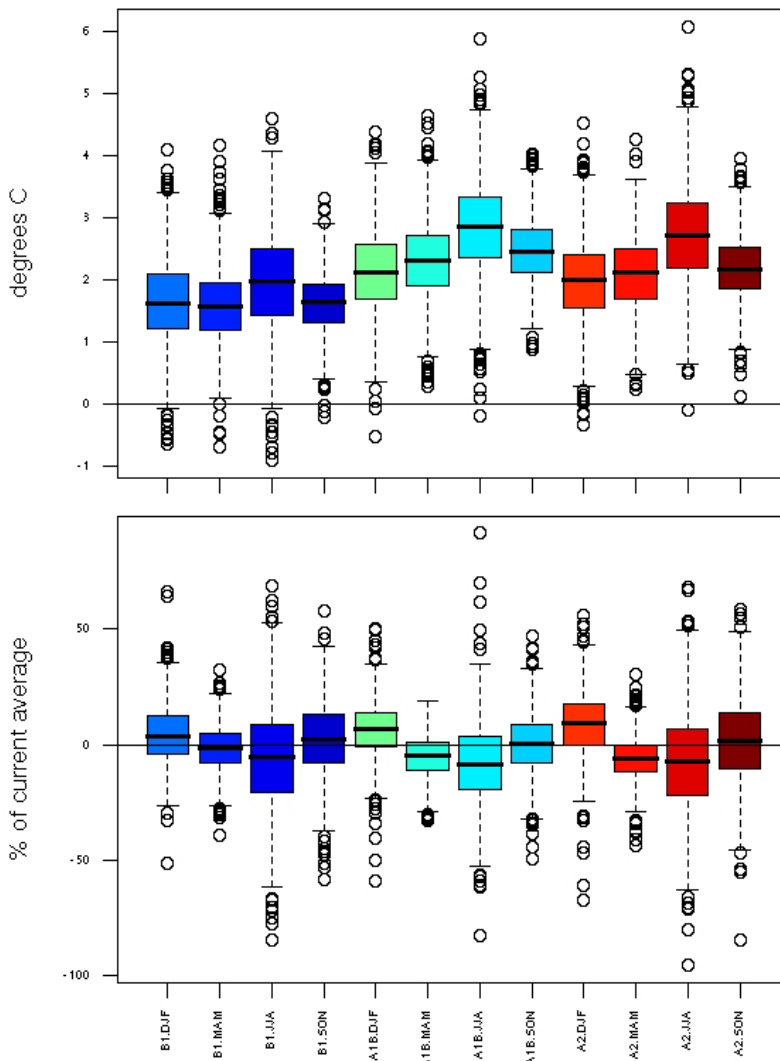 degrees C
6
5
4
3
2
1
0
-1
% of current average
50
0
-50
-100
B1.DJF
B1.MAM
B1.JJA
B1.SON
A1B.DJF
A1B.MAM
A1B.JJA
A1B.SON
A2.DJF
A2.MAM
A2.JJA
A2.SON